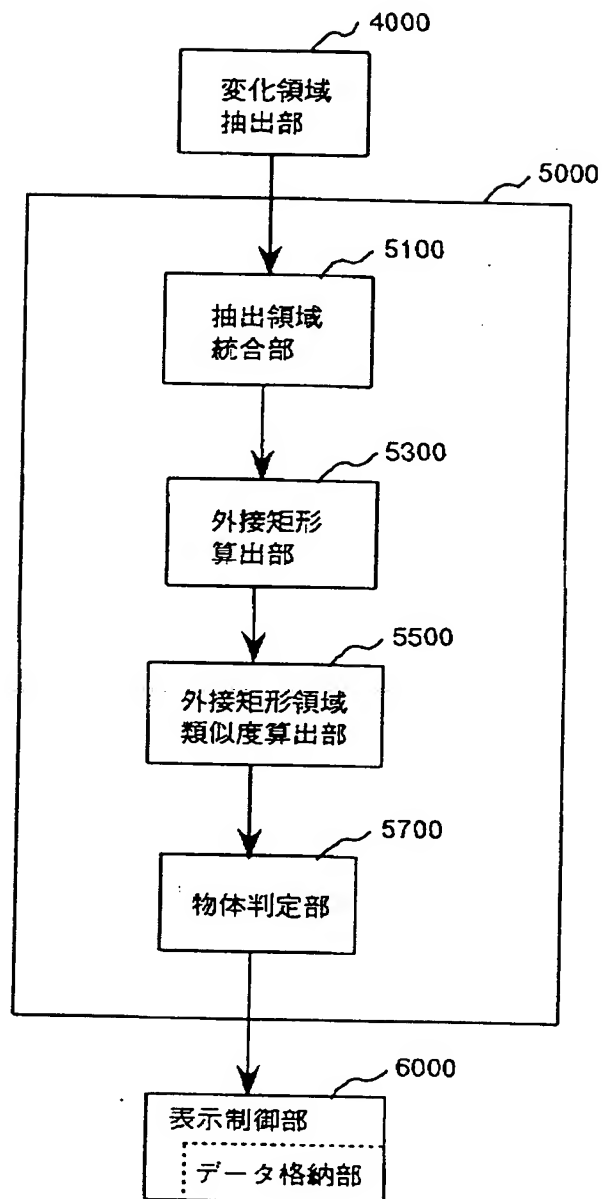 4000
変化領域
抽出部
5000
5100
抽出領域
統合部
5300
外接矩形
算出部
5500
外接矩形領域
類似度算出部
5700
物体判定部
6000
表示制御部
データ格納部